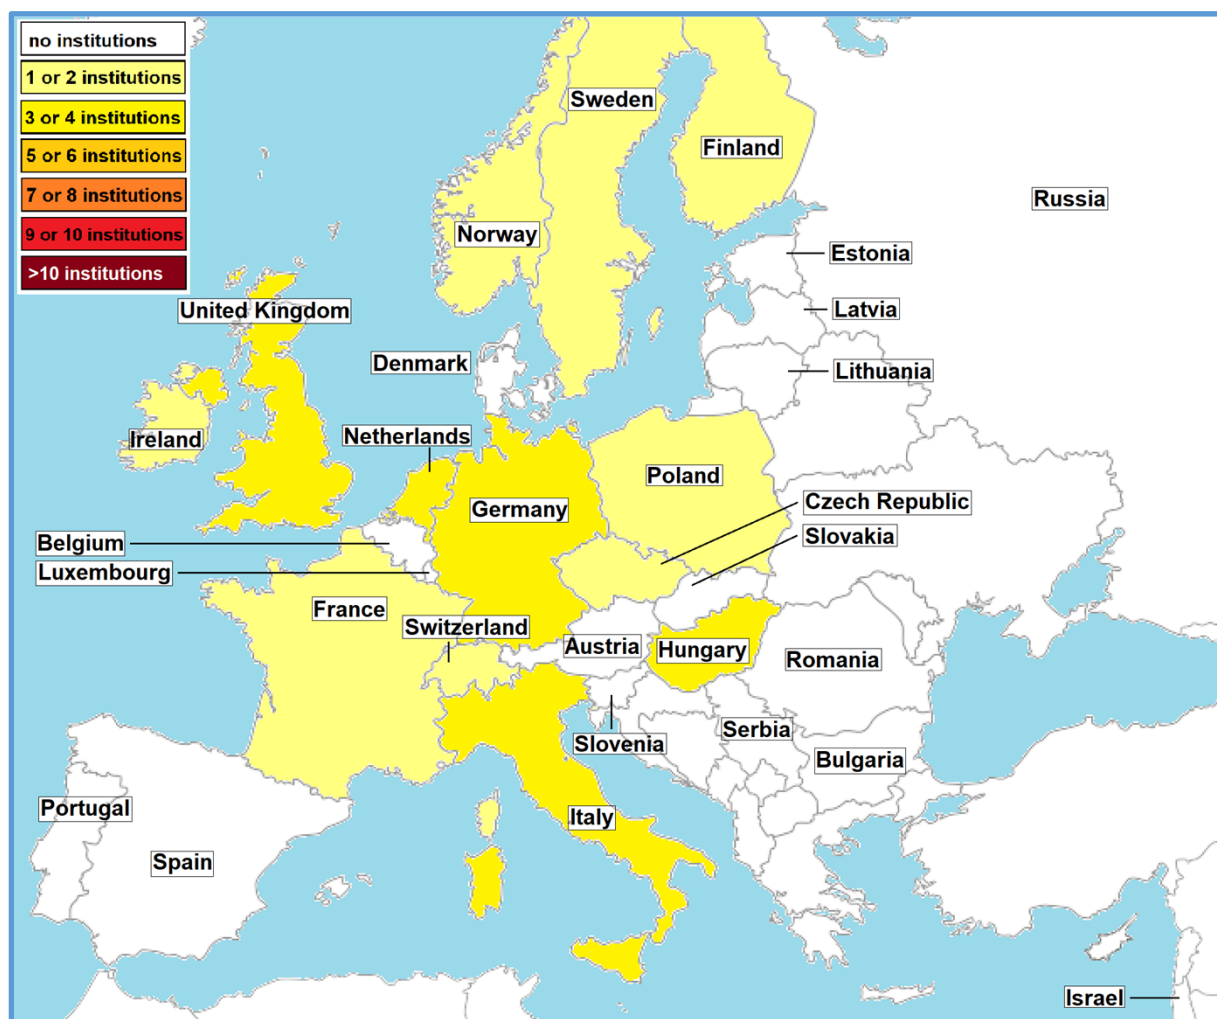 no institutions
1 or 2 institutions
3 or 4 institutions
5 or 6 institutions
7 or 8 institutions
9 or 10 institutions
>10 institutions
Sweden
Finland
Russia
Norway
Estonia
United Kingdom
Latvia
Denmark
Lithuania
Ireland
Netherlands
Poland
Czech Republic
Germany
Slovakia
Belgium
Luxembourg
France
Switzerland
Austria
Hungary
Romania
Slovenia
Serbia
Bulgaria
Portugal
Italy
Spain
Israel